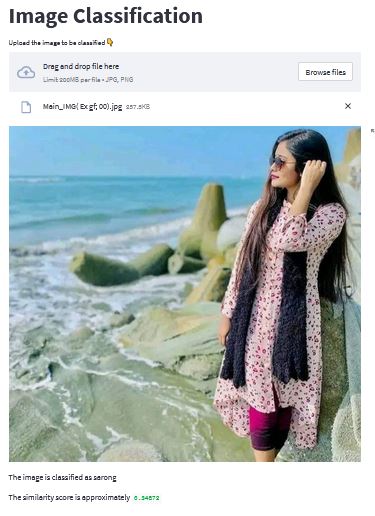 Image Classification
Upload the image to be classified 👇
Drag and drop file here
Limit 200MB per file • JPG, PNG
Browse files
Main_IMG( Ex gf; 00).jpg 257.8KB
The image is classified as sarong
The similarity score is approximately 0.34872